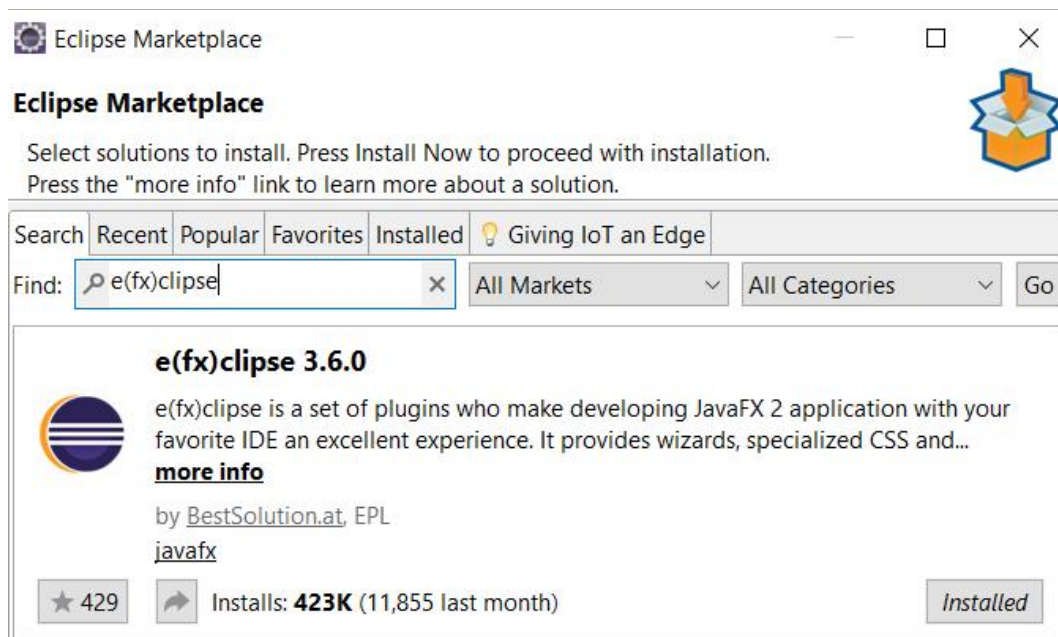 Eclipse Marketplace
Eclipse Marketplace
Select solutions to install. Press Install Now to proceed with installation.
Press the "more info" link to learn more about a solution.
Search Recent Popular Favorites Installed Giving IoT an Edge
Find: e(fx)clipse All Markets All Categories Go
e(fx)clipse 3.6.0
e(fx)clipse is a set of plugins who make developing JavaFX 2 application with your
favorite IDE an excellent experience. It provides wizards, specialized CSS and...
more info
by BestSolution.at, EPL
javafx
429 Installs: 423K (11,855 last month) Installed